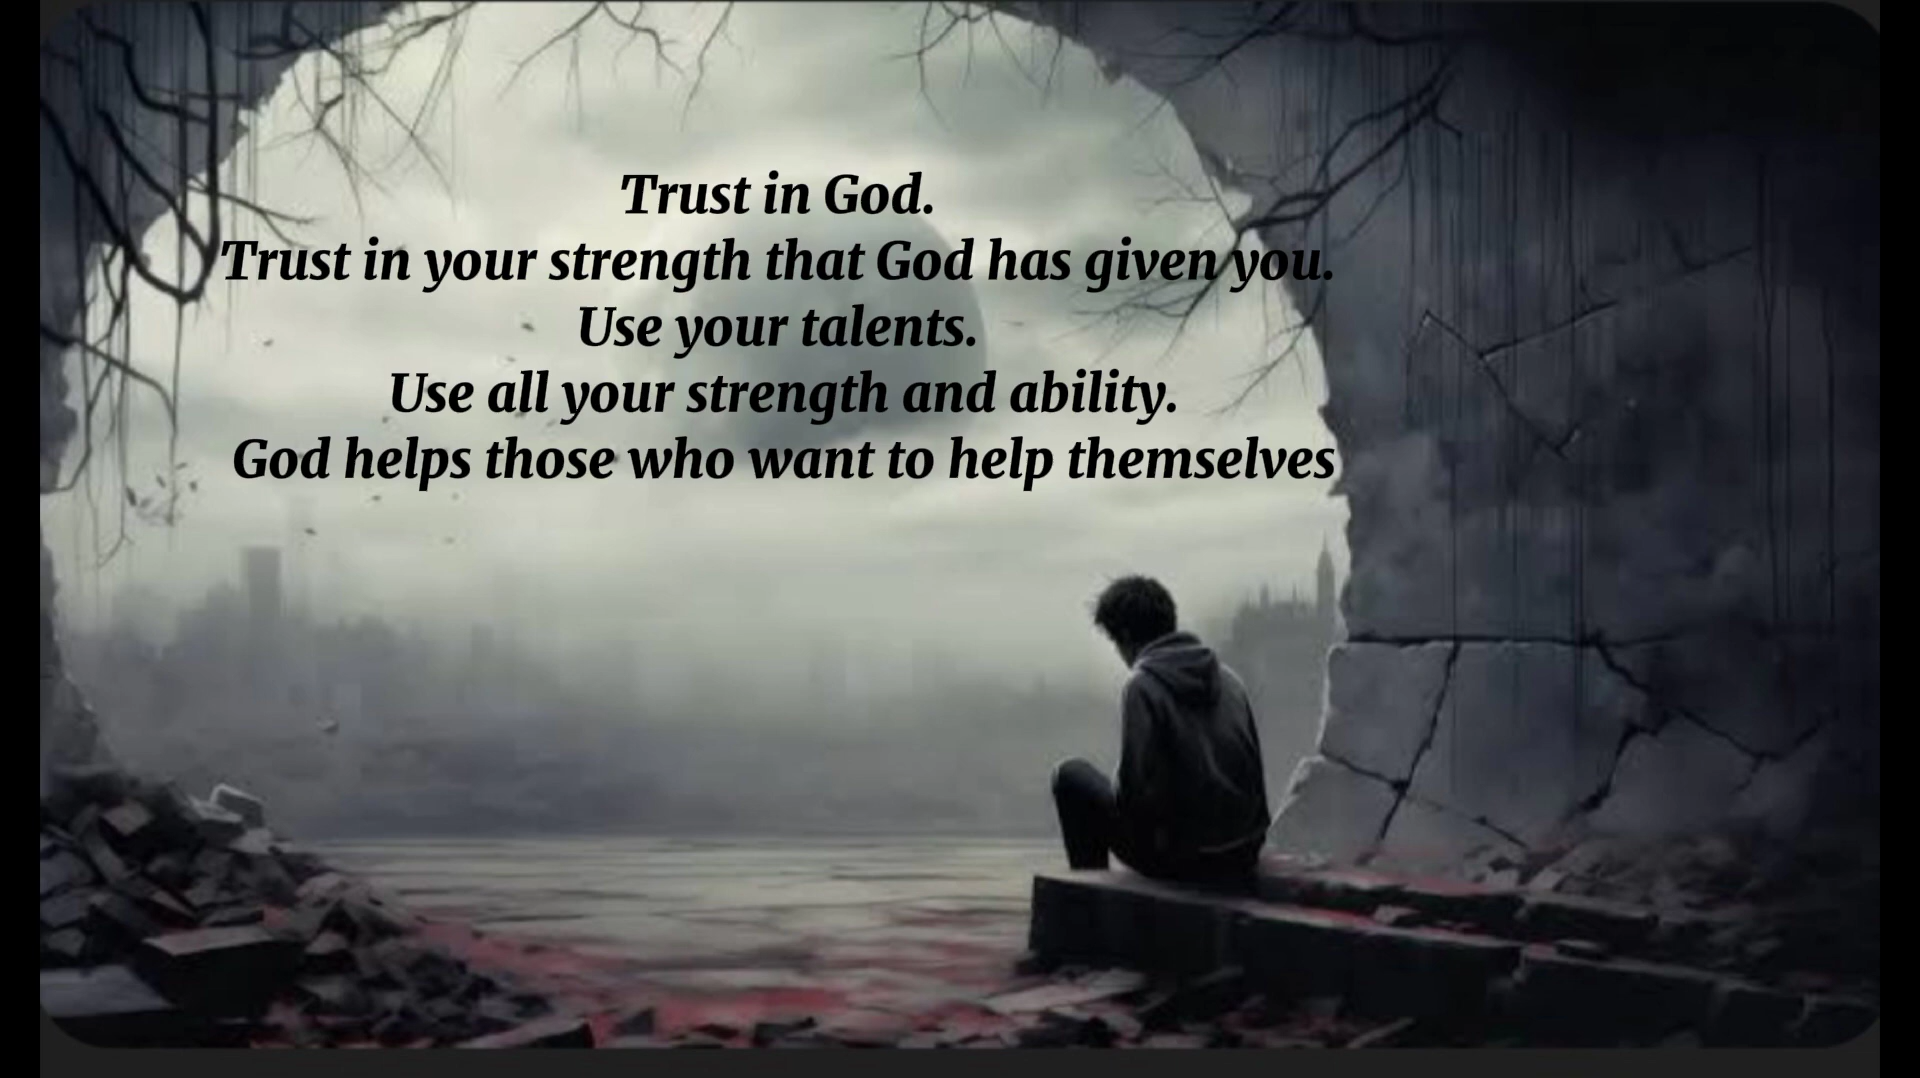 Trust in God.
Trust in your strength that God has given you.
Use your talents.
Use all your strength and ability.
God helps those who want to help themselves